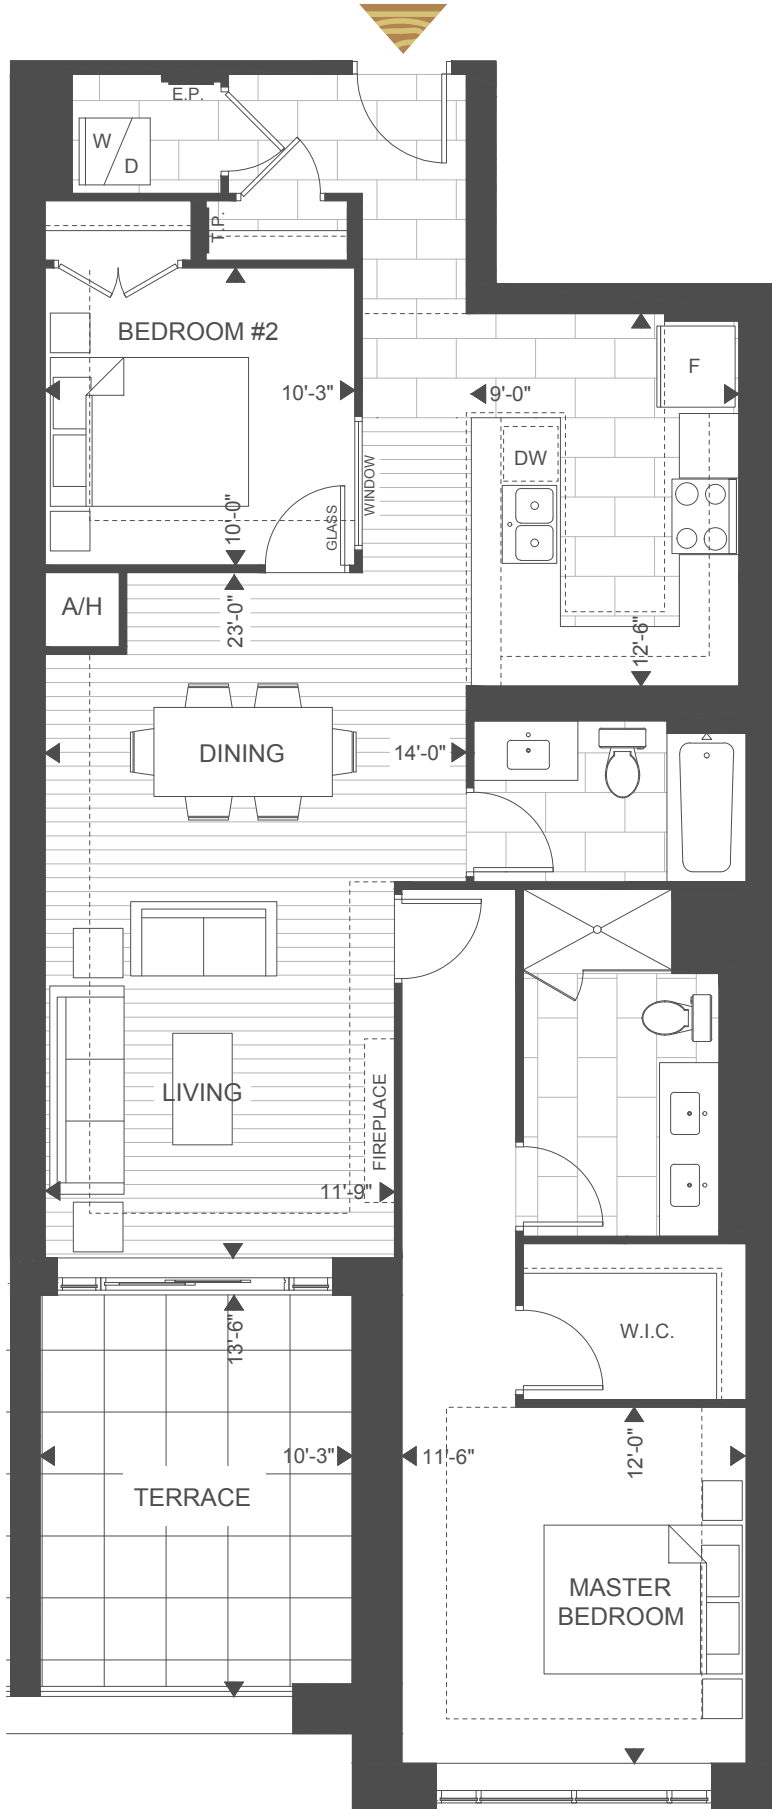 E.P.
W
D
T.P.
BEDROOM #2
F
10'-3"
9'-0"
DW
WINDOW
GLASS
10'-0"
A/H
23'-0"
12'-6"
DINING
14'-0"
LIVING
FIREPLACE
11'-9"
13'-6"
W.I.C.
10'-3"
11'-6"
12'-0"
TERRACE
MASTER
BEDROOM